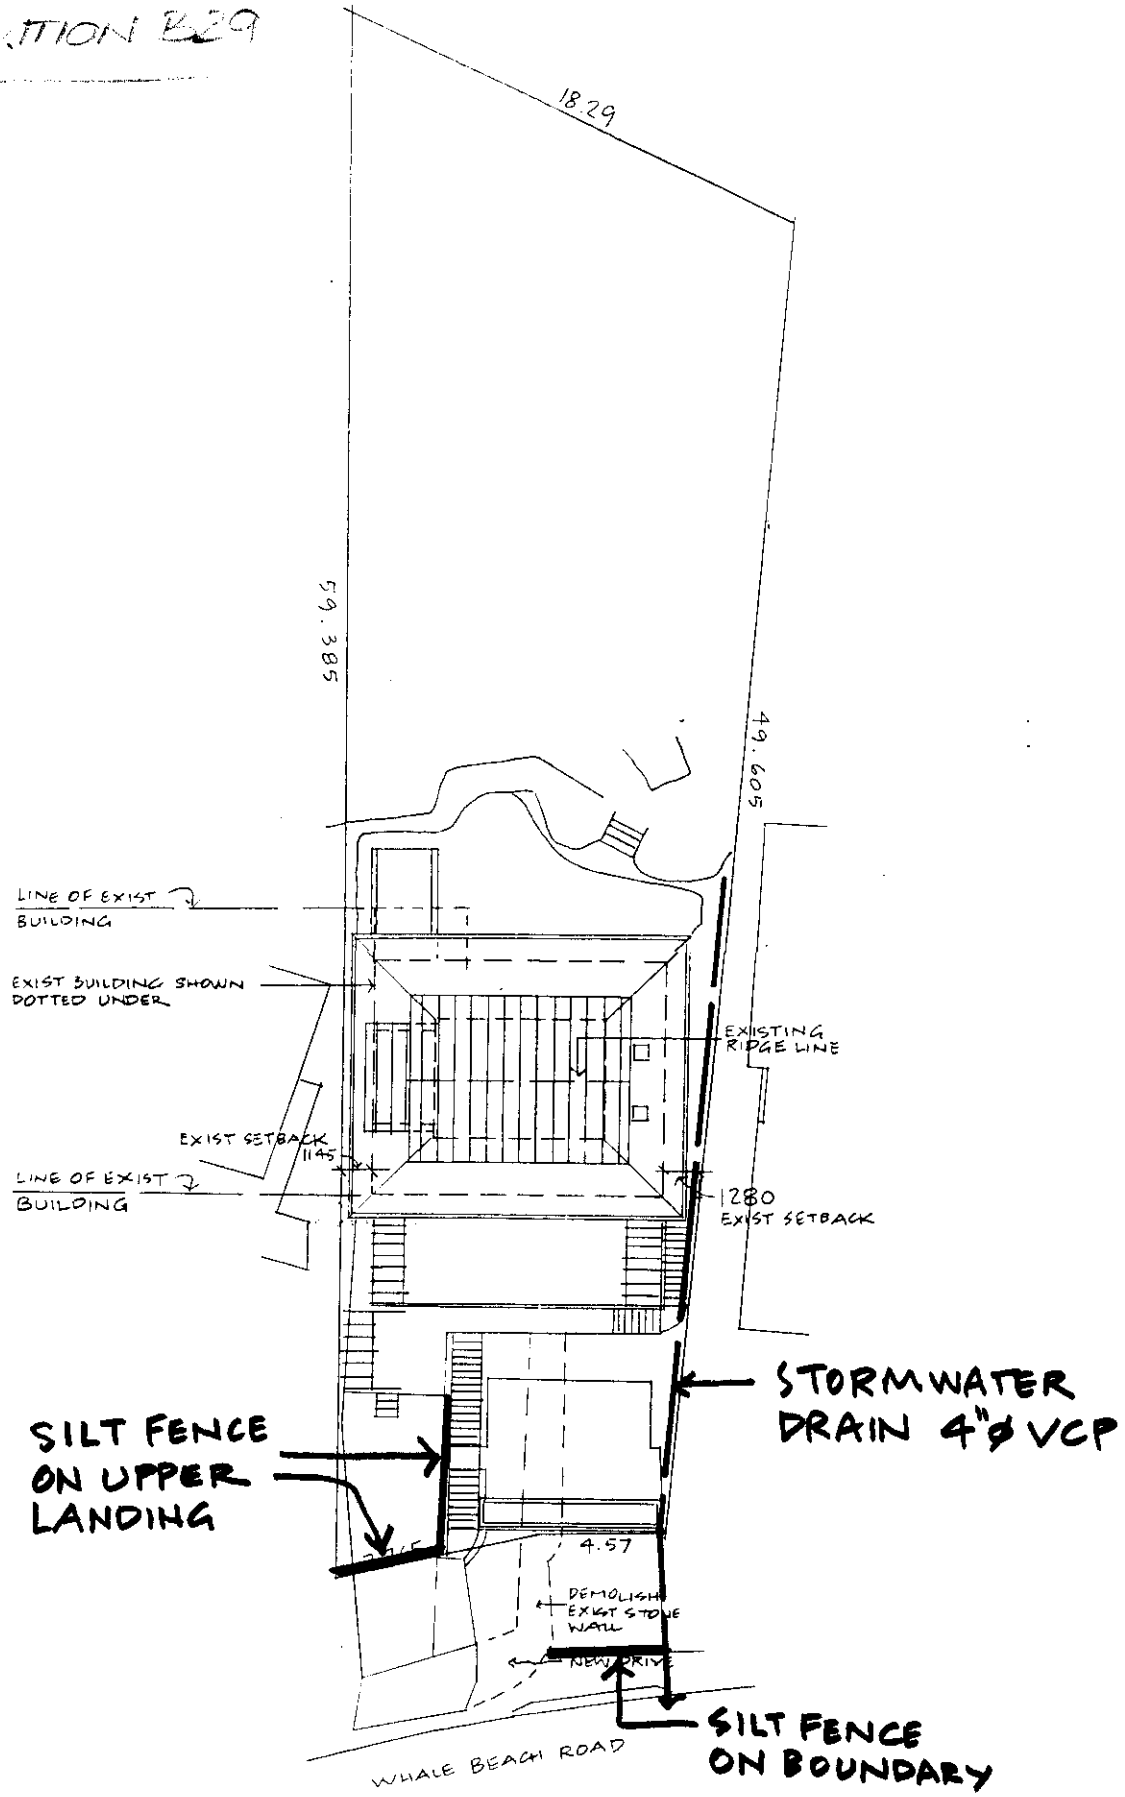 B29
18.29
59.385
49.605
LINE OF EXIST
BUILDING
EXIST BUILDING SHOWN
DOTTED UNDER
EXISTING
RIDGE LINE
EXIST SETBACK
1145
LINE OF EXIST
BUILDING
1280
EXIST SETBACK
STORMWATER
DRAIN 4"ø VCP
SILT FENCE
ON UPPER
LANDING
4.57
DEMOLISH
EXIST STONE
WALL
NEW DRIVE
SILT FENCE
ON BOUNDARY
WHALE BEACH ROAD